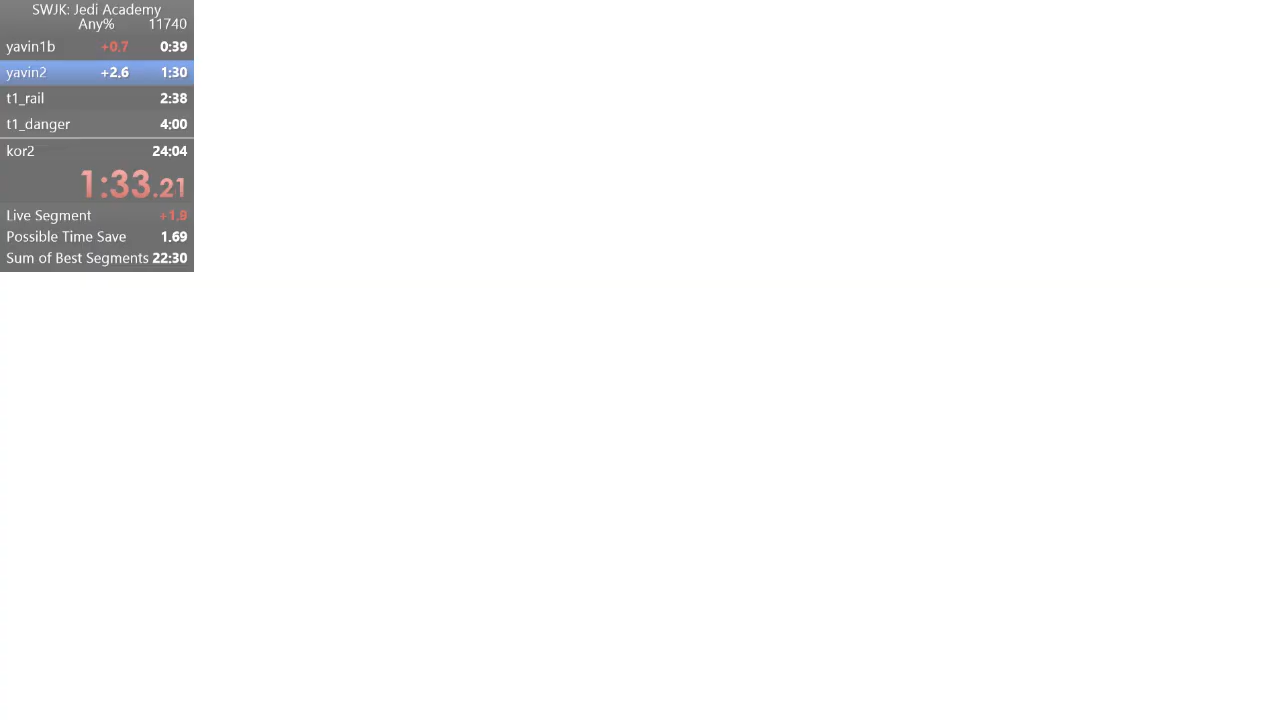 SWJK: Jedi Academy
Any% 11740
yavin1b +0.7 0:39
yavin2 +2.6 1:30
t1_rail 2:38
t1_danger 4:00
kor2 24:04
1:33.21
Live Segment +1.9
Possible Time Save 1.69
Sum of Best Segments 22:30